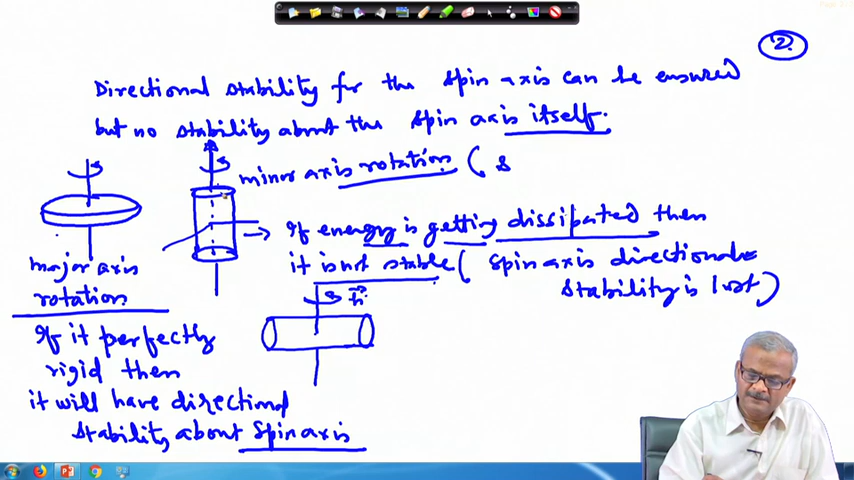 2.
Directional stability for the spin axis can be ensured
but no stability about the spin axis itself.
minor axis rotation ( s
If energy is getting dissipated then
it is not stable ( spin axis directional
stability is lost )
major axis
rotation
h
If it perfectly
rigid then
it will have directional
stability about spin axis